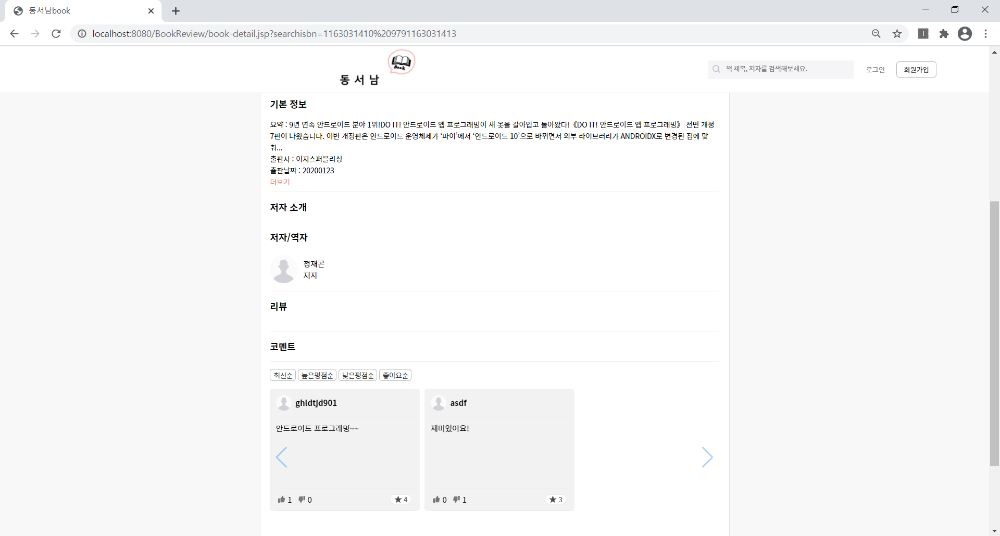 동서남book
localhost:8080/BookReview/book-detail.jsp?searchisbn=1163031410%209791163031413
Book
동 서 남
책 제목, 저자를 검색해보세요.
로그인
회원가입
기본 정보
요약 : 9년 연속 안드로이드 분야 1위!DO IT! 안드로이드 앱 프로그래밍이 새 옷을 갈아입고 돌아왔다!《DO IT! 안드로이드 앱 프로그래밍》 전면 개정
7판이 나왔습니다. 이번 개정판은 안드로이드 운영체제가 ‘파이’에서 ‘안드로이드 10’으로 바뀌면서 외부 라이브러리가 ANDROIDX로 변경된 점에 맞
춰...
출판사 : 이지스퍼블리싱
출판날짜 : 20200123
더보기
저자 소개
저자/역자
정재곤
저자
리뷰
코멘트
최신순 높은평점순 낮은평점순 좋아요순
ghldtjd901
안드로이드 프로그래밍~~
1 0 ★ 4
asdf
재미있어요!
0 1 ★ 3